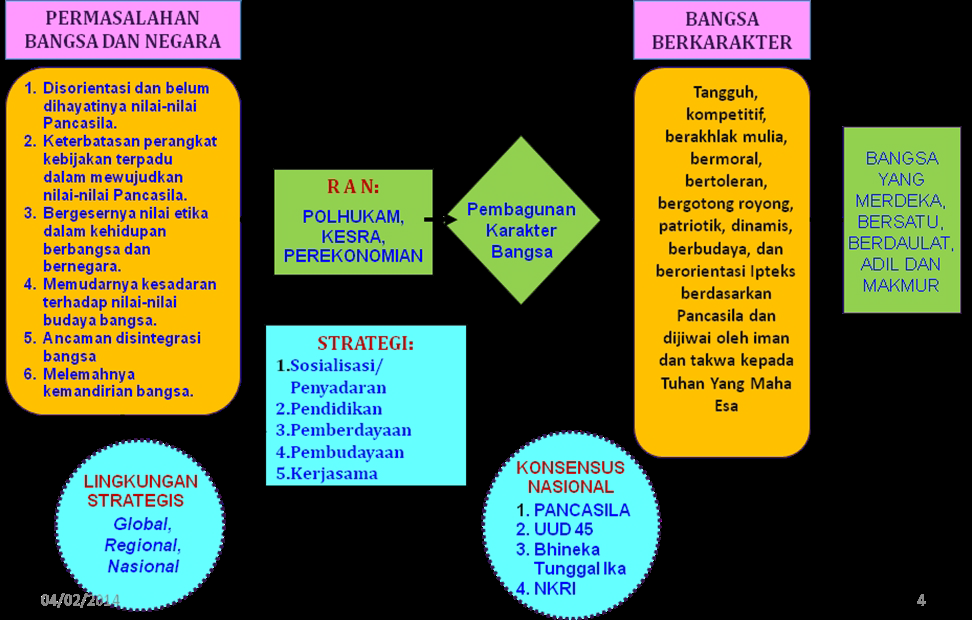 PERMASALAHAN
BANGSA DAN NEGARA
1. Disorientasi dan belum
dihayatinya nilai-nilai
Pancasila.
2. Keterbatasan perangkat
kebijakan terpadu
dalam mewujudkan
nilai-nilai Pancasila.
3. Bergesernya nilai etika
dalam kehidupan
berbangsa dan
bernegara.
4. Memudarnya kesadaran
terhadap nilai-nilai
budaya bangsa.
5. Ancaman disintegrasi
bangsa
6. Melemahnya
kemandirian bangsa.
LINGKUNGAN
STRATEGIS
Global,
Regional,
Nasional
R A N:
POLHUKAM,
KESRA,
PEREKONOMIAN
Pembagunan
Karakter
Bangsa
STRATEGI:
1.Sosialisasi/
Penyadaran
2.Pendidikan
3.Pemberdayaan
4.Pembudayaan
5.Kerjasama
KONSENSUS
NASIONAL
1. PANCASILA
2. UUD 45
3. Bhineka
Tunggal Ika
4. NKRI
BANGSA
BERKARAKTER
Tangguh,
kompetitif,
berakhlak mulia,
bermoral,
bertoleran,
bergotong royong,
patriotik, dinamis,
berbudaya, dan
berorientasi Ipteks
berdasarkan
Pancasila dan
dijiwai oleh iman
dan takwa kepada
Tuhan Yang Maha
Esa
BANGSA
YANG
MERDEKA,
BERSATU,
BERDAULAT,
ADIL DAN
MAKMUR
04/02/2014
4